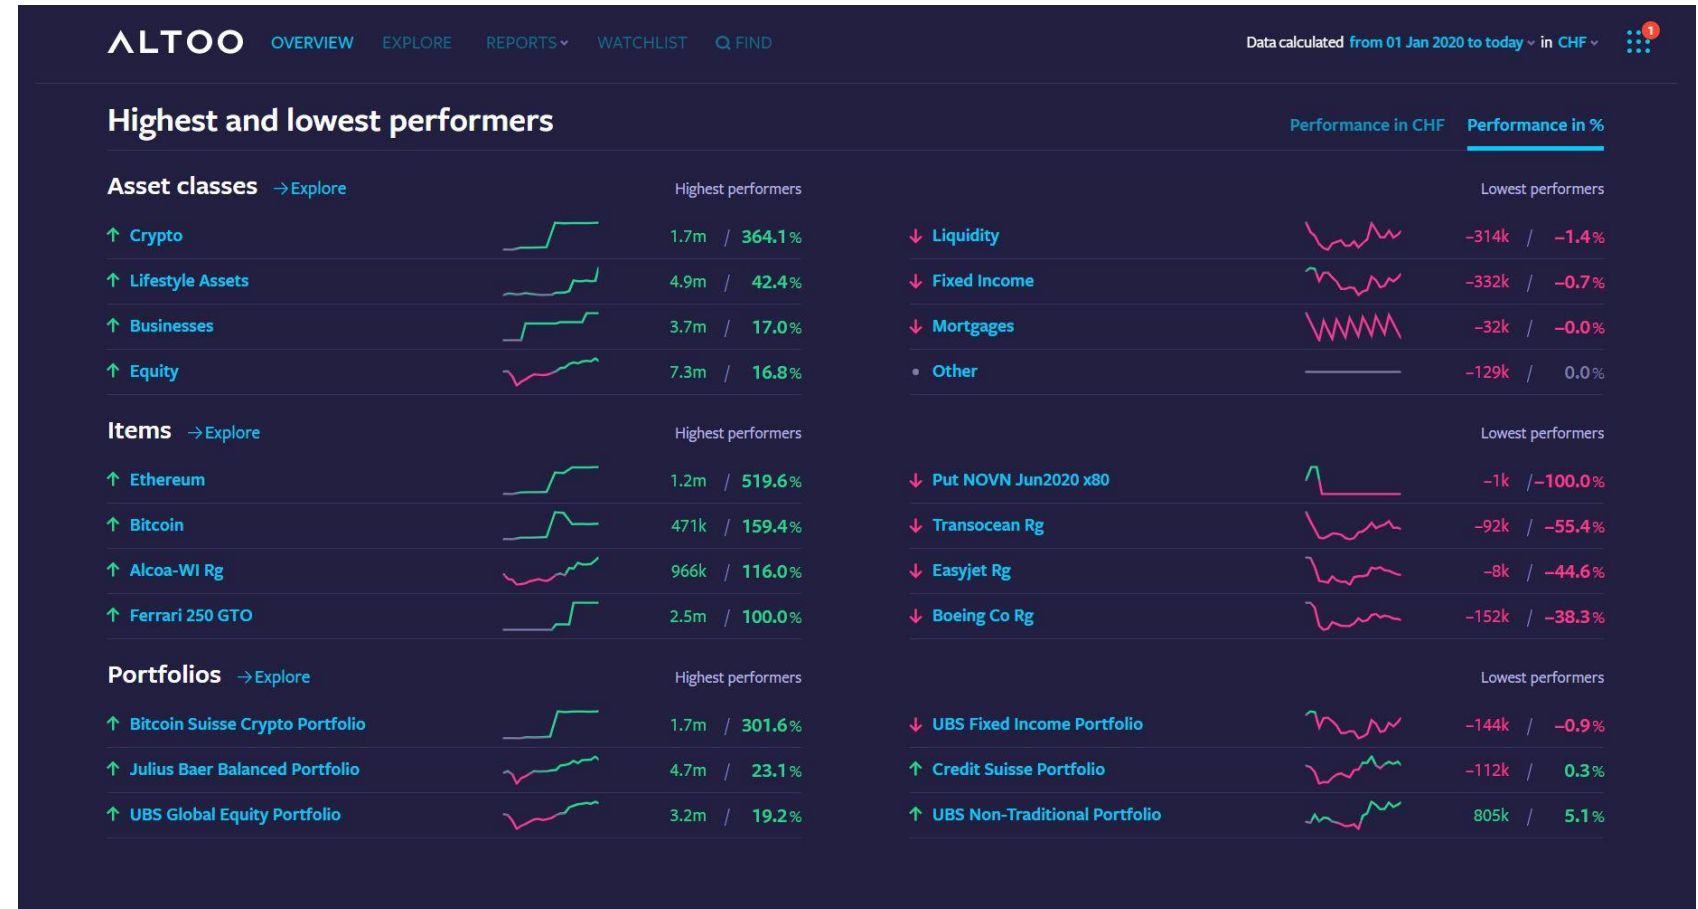 ALTOO OVERVIEW EXPLORE REPORTS WATCHLIST FIND Data calculated from 01 Jan 2020 to today in CHF 1
Highest and lowest performers Performance in CHF Performance in %
Asset classes →Explore Highest performers Lowest performers
↑ Crypto 1.7m / 364.1% ↓ Liquidity –314k / –1.4%
↑ Lifestyle Assets 4.9m / 42.4% ↓ Fixed Income –332k / –0.7%
↑ Businesses 3.7m / 17.0% ↓ Mortgages –32k / –0.0%
↑ Equity 7.3m / 16.8% • Other –129k / 0.0%
Items →Explore Highest performers Lowest performers
↑ Ethereum 1.2m / 519.6% ↓ Put NOVN Jun2020 x80 –1k /–100.0%
↑ Bitcoin 471k / 159.4% ↓ Transocean Rg –92k / –55.4%
↑ Alcoa-WI Rg 966k / 116.0% ↓ Easyjet Rg –8k / –44.6%
↑ Ferrari 250 GTO 2.5m / 100.0% ↓ Boeing Co Rg –152k / –38.3%
Portfolios →Explore Highest performers Lowest performers
↑ Bitcoin Suisse Crypto Portfolio 1.7m / 301.6% ↓ UBS Fixed Income Portfolio –144k / –0.9%
↑ Julius Baer Balanced Portfolio 4.7m / 23.1% ↑ Credit Suisse Portfolio –112k / 0.3%
↑ UBS Global Equity Portfolio 3.2m / 19.2% ↑ UBS Non-Traditional Portfolio 805k / 5.1%